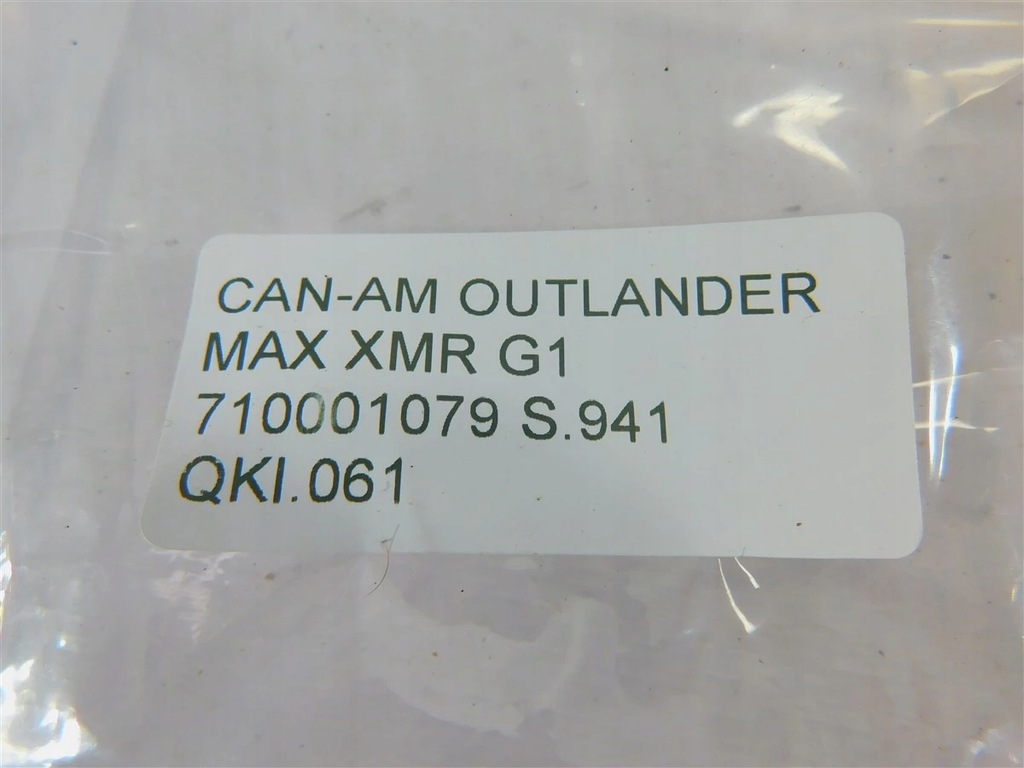 CAN-AM OUTLANDER
MAX XMR G1
710001079 S.941
QKI.061